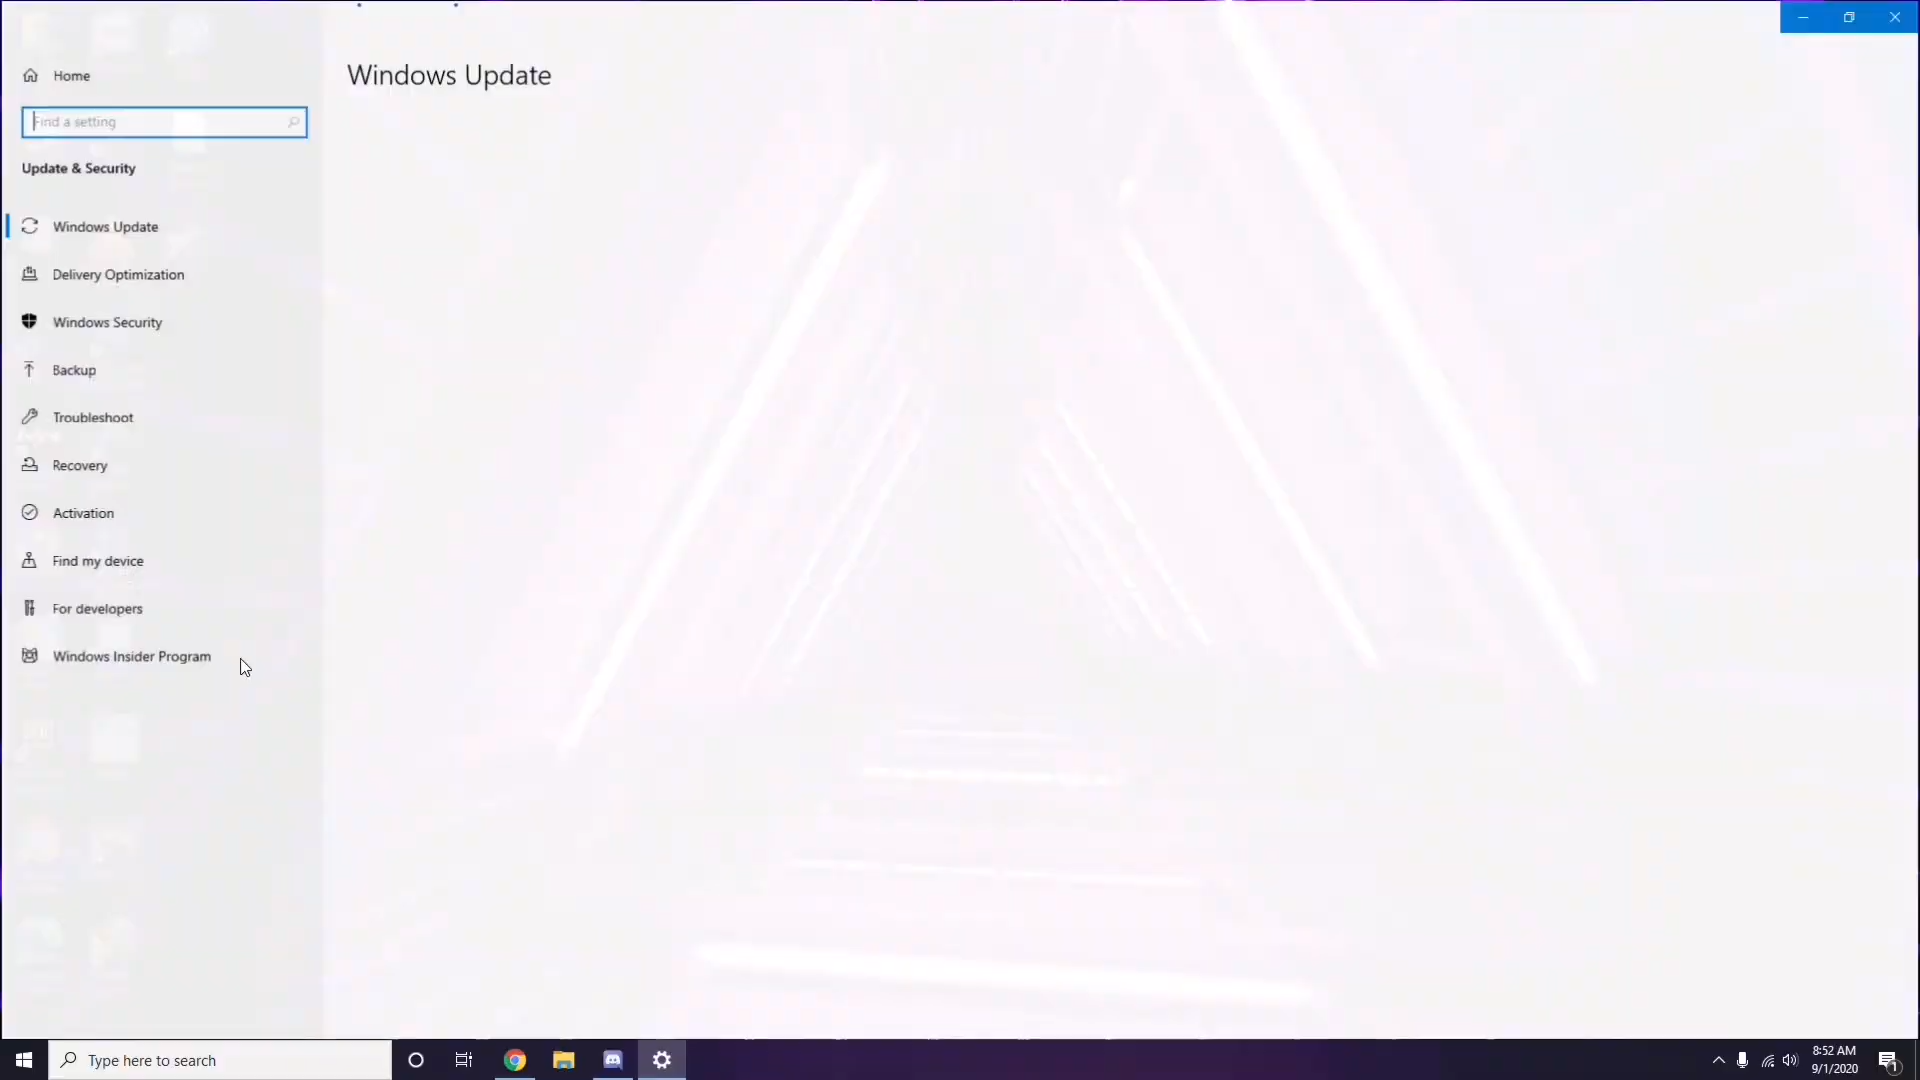 Home
Windows Update
Find a setting
Update & Security
Windows Update
Delivery Optimization
Windows Security
Backup
Troubleshoot
Recovery
Activation
Find my device
For developers
Windows Insider Program
Type here to search
8:52 AM
9/1/2020
1